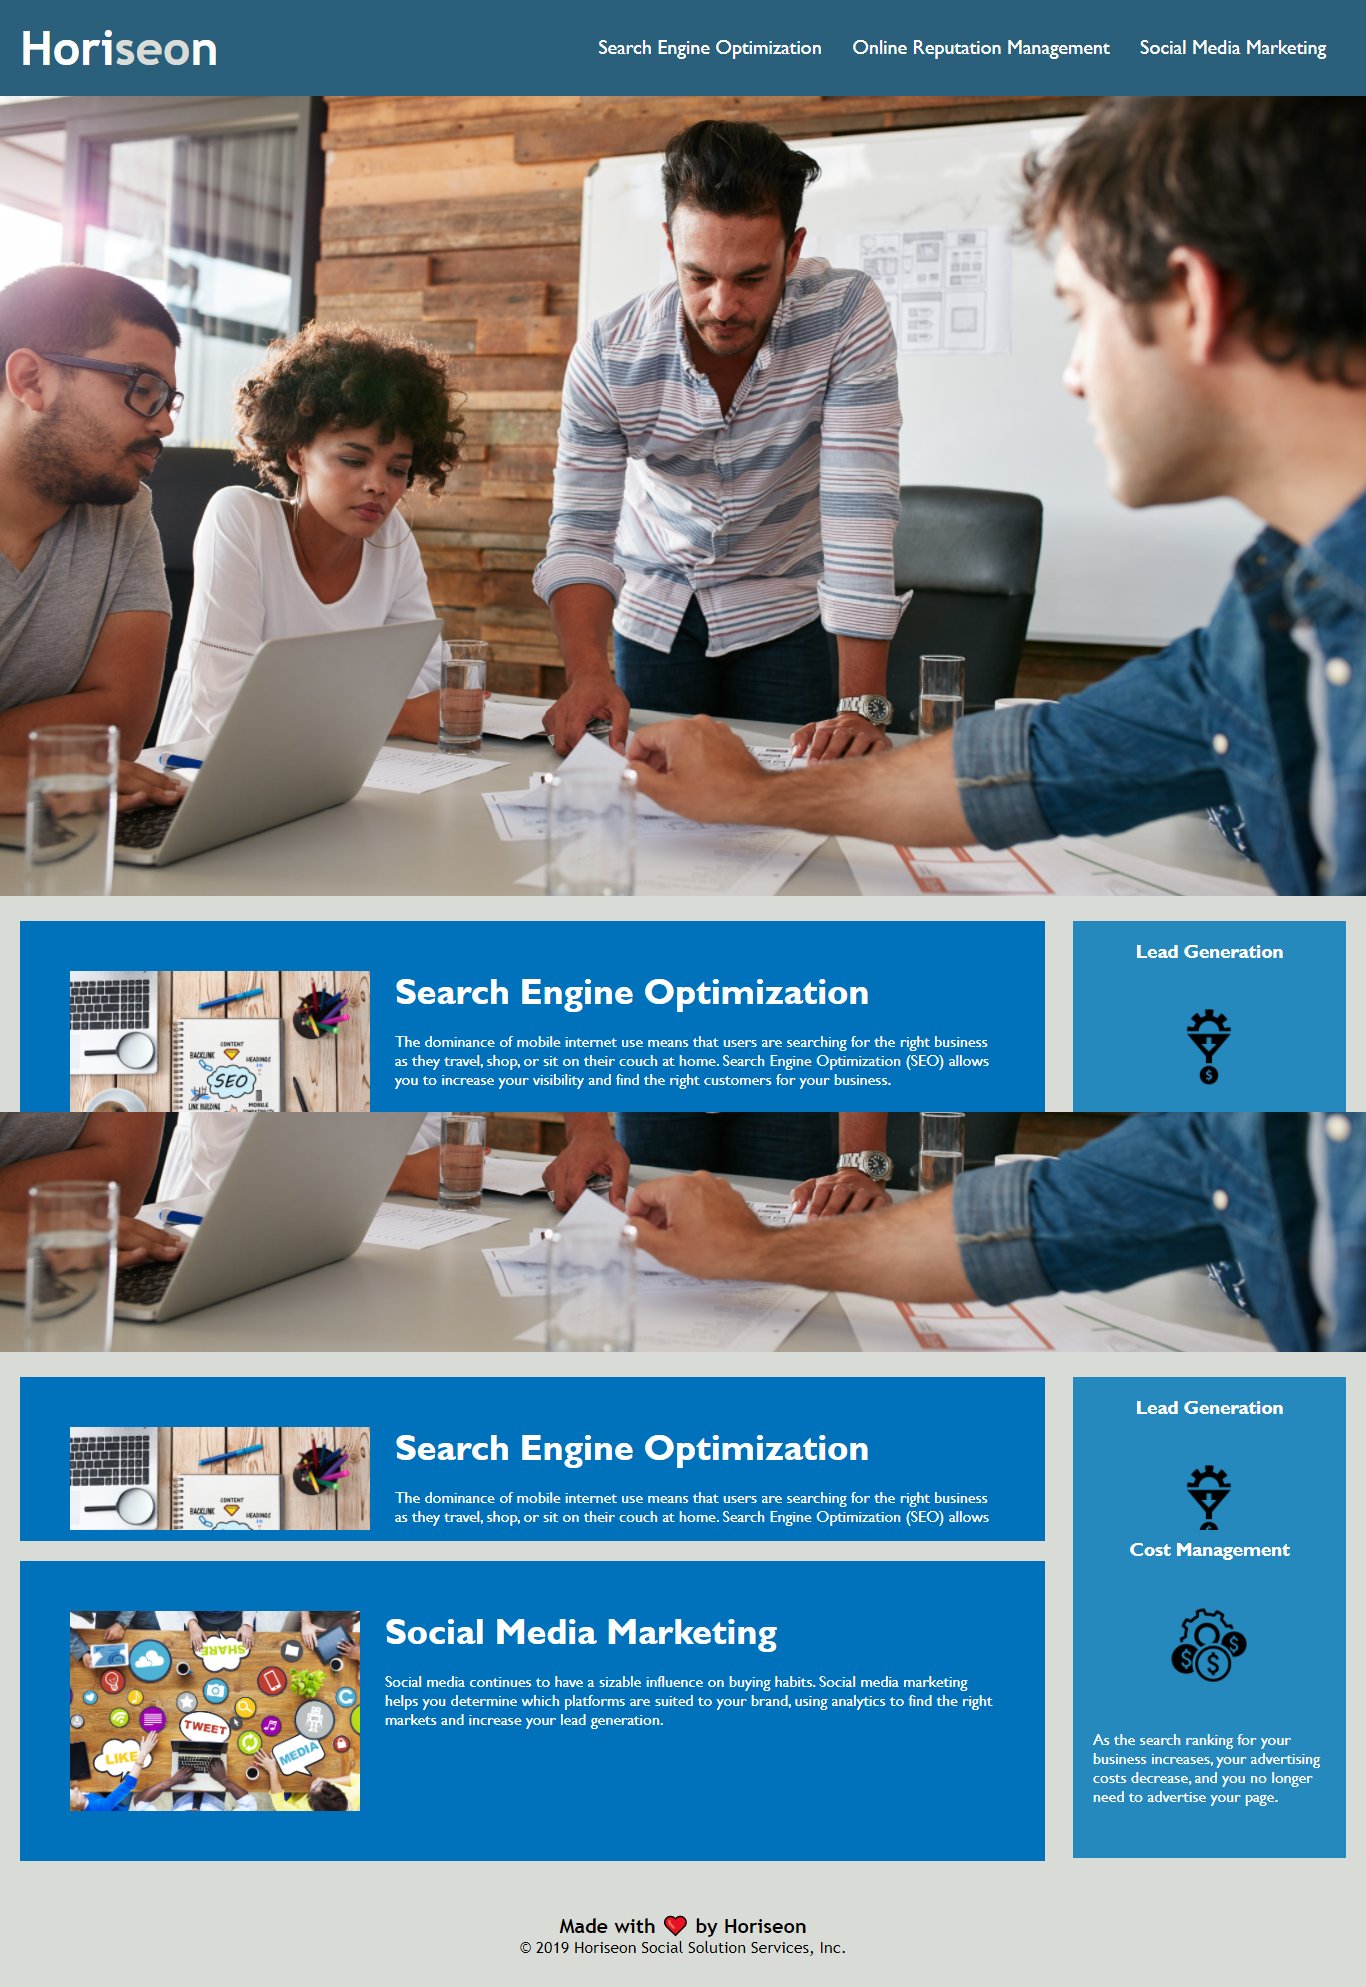 Horiseon
Search Engine Optimization Online Reputation Management Social Media Marketing
Search Engine Optimization
The dominance of mobile internet use means that users are searching for the right business
as they travel, shop, or sit on their couch at home. Search Engine Optimization (SEO) allows
you to increase your visibility and find the right customers for your business.
CONTENT
BACKLINK
HEADINGS
SEO
LINK BUILDING
MOBILE
Lead Generation
$
Search Engine Optimization
The dominance of mobile internet use means that users are searching for the right business
as they travel, shop, or sit on their couch at home. Search Engine Optimization (SEO) allows
CONTENT
BACKLINK
HEADINGS
Lead Generation
Social Media Marketing
Social media continues to have a sizable influence on buying habits. Social media marketing
helps you determine which platforms are suited to your brand, using analytics to find the right
markets and increase your lead generation.
SHARE
TWEET
LIKE
MEDIA
Cost Management
$ $ $
As the search ranking for your
business increases, your advertising
costs decrease, and you no longer
need to advertise your page.
Made with ❤️ by Horiseon
© 2019 Horiseon Social Solution Services, Inc.